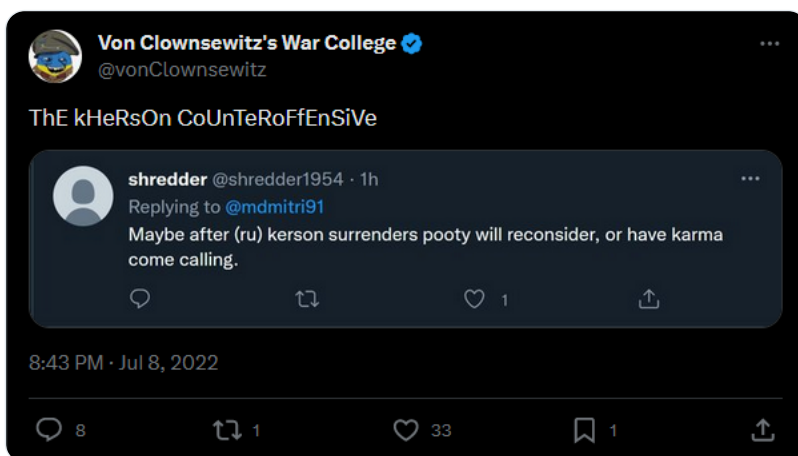 Von Clownsewitz's War College
@vonClownsewitz
ThE kHeRsOn CoUnTeRoFfEnSiVe
shredder @shredder1954 · 1h
Replying to @mdmitri91
Maybe after (ru) kerson surrenders pooty will reconsider, or have karma
come calling.
1
8:43 PM · Jul 8, 2022
8 1 33 1